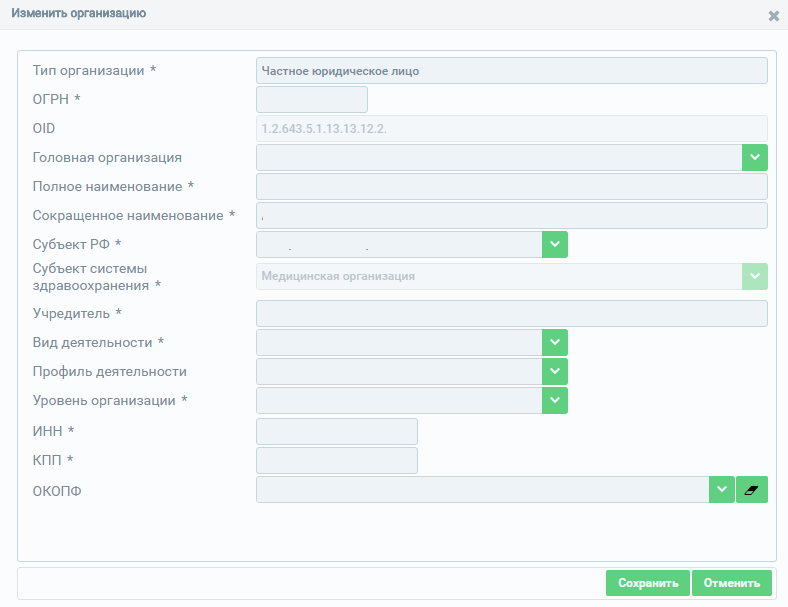 Изменить организацию
Тип организации *
Частное юридическое лицо
ОГРН *
OID
1.2.643.5.1.13.13.12.2.
Головная организация
Полное наименование *
Сокращенное наименование *
Субъект РФ *
Субъект системы
здравоохранения *
Медицинская организация
Учредитель *
Вид деятельности *
Профиль деятельности
Уровень организации *
ИНН *
КПП *
ОКОПФ
Сохранить
Отменить